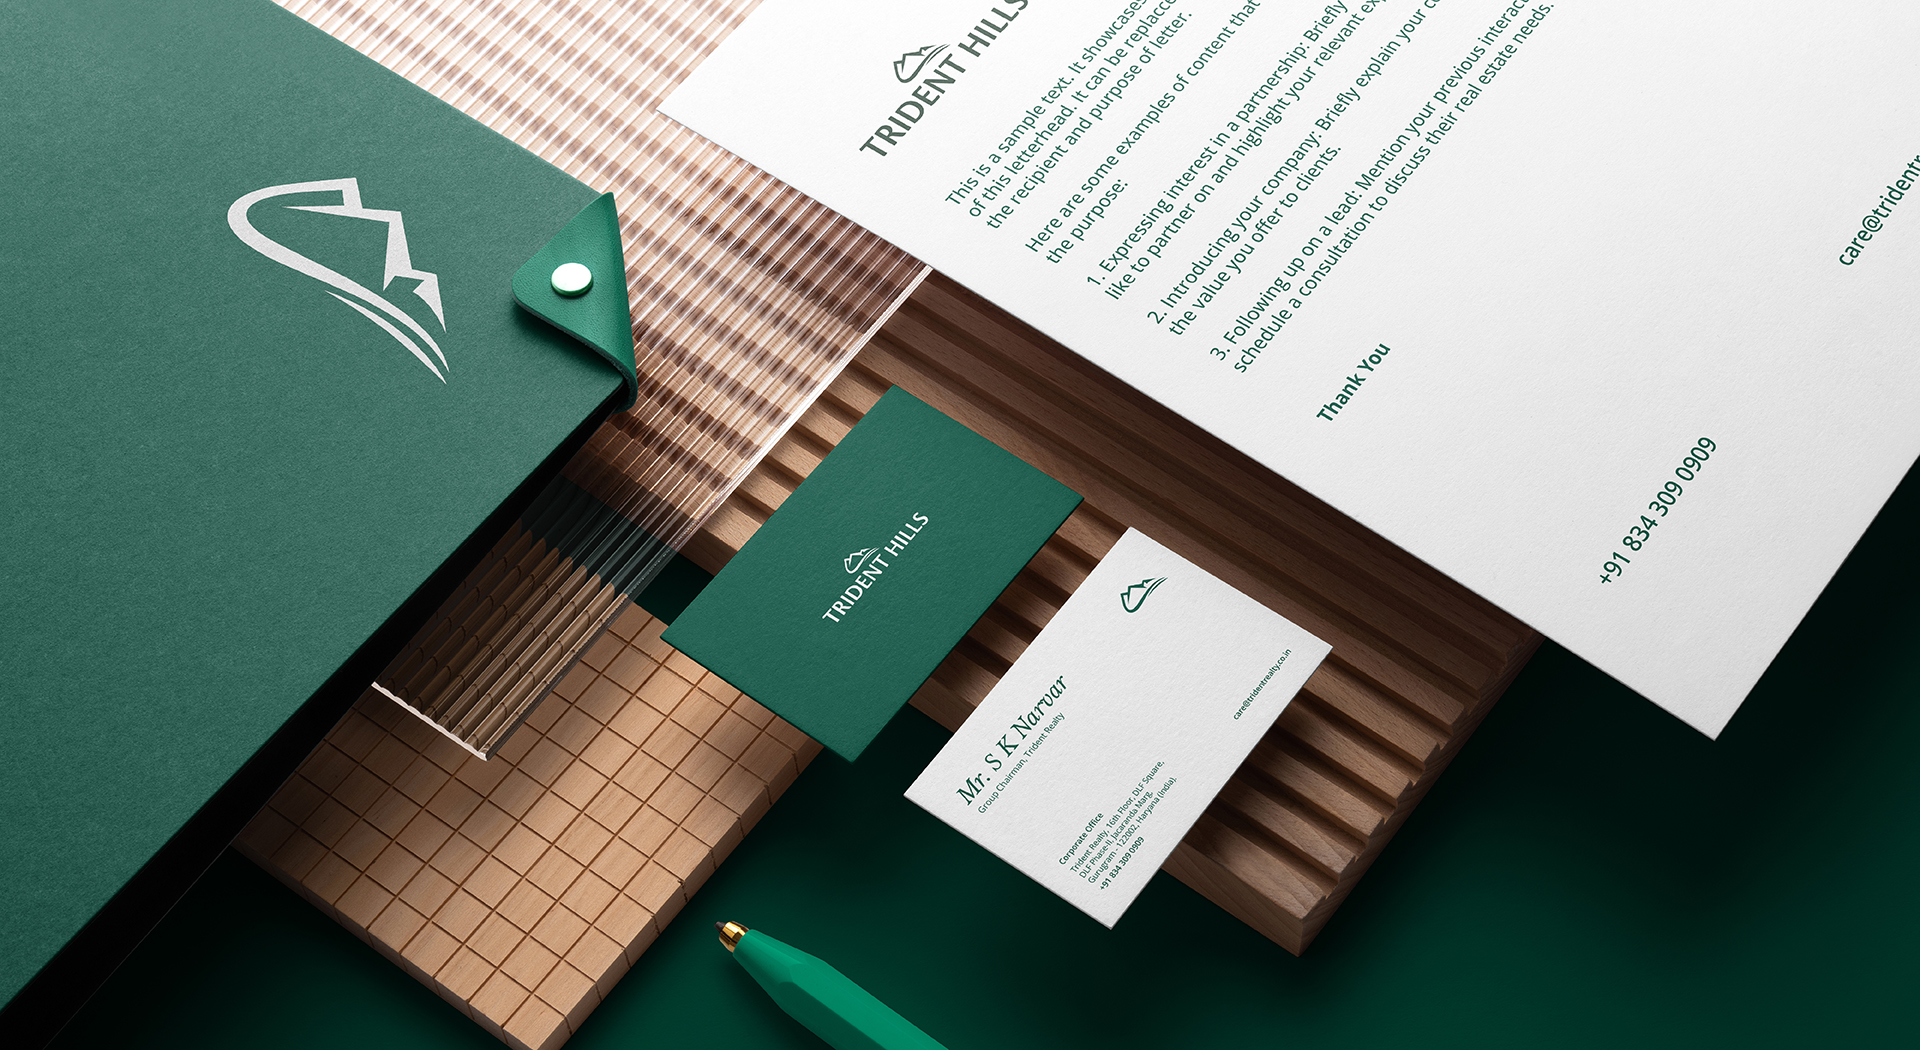 TRIDENT HILLS
This is a sample text. It showcases
of this letterhead. It can be replaced
the recipient and purpose of letter.
Here are some examples of content that
the purpose:
1. Expressing interest in a partnership: Briefly
like to partner on and highlight your relevant
2. Introducing your company: Briefly explain your
the value you offer to clients.
3. Following up on a lead: Mention your previous
schedule a consultation to discuss their real estate needs.
Thank You
+91 834 309 0909
TRIDENT HILLS
Mr. S K Narvar
Group Chairman, Trident Realty
Corporate Office
Trident Realty, 16th Floor, DLF Square,
DLF Phase-II, Jacaranda Marg,
Gurugram - 122002, Haryana (India).
+91 834 309 0909
care@tridentrealty.co.in